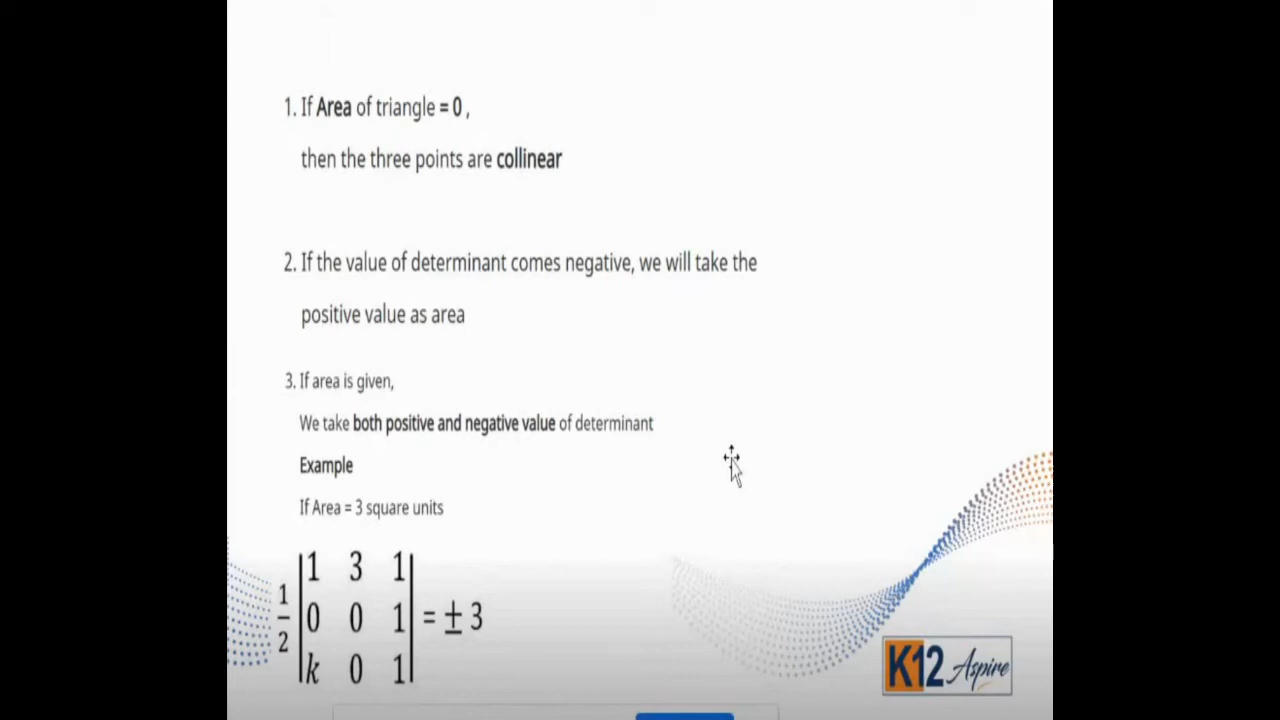 1. If Area of triangle = 0 ,
then the three points are collinear
2. If the value of determinant comes negative, we will take the
positive value as area
3. If area is given,
We take both positive and negative value of determinant
Example
If Area = 3 square units
1/2 |1 3 1|
|0 0 1| = ± 3
|k 0 1|
K12 Aspire